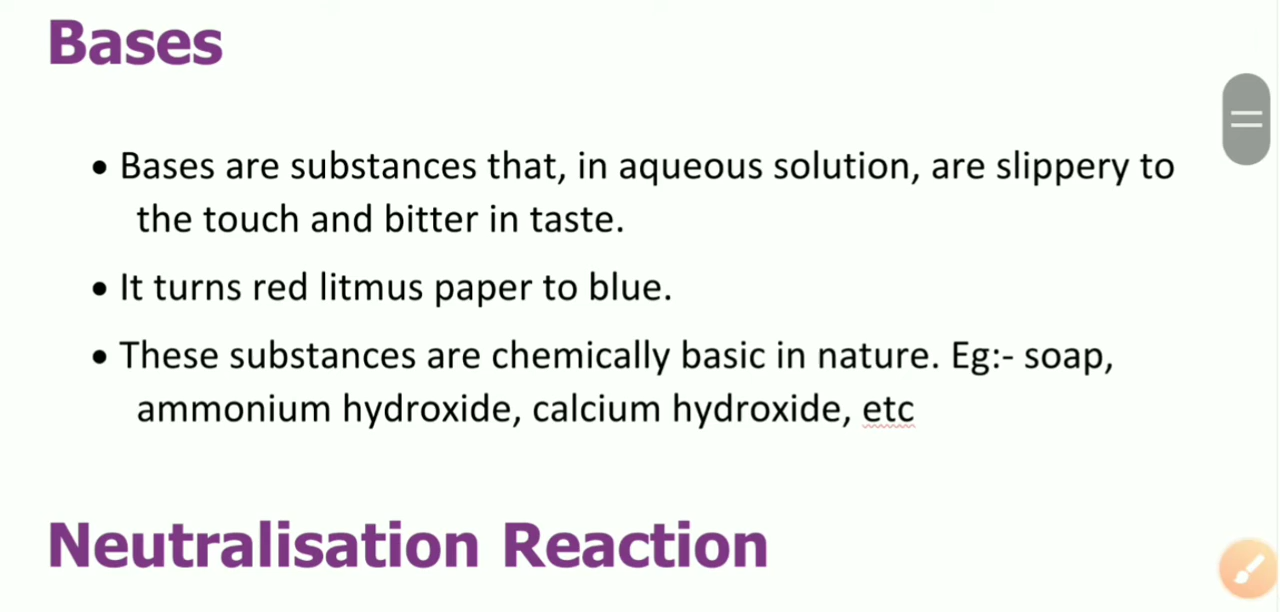 Bases
• Bases are substances that, in aqueous solution, are slippery to
the touch and bitter in taste.
• It turns red litmus paper to blue.
• These substances are chemically basic in nature. Eg:- soap,
ammonium hydroxide, calcium hydroxide, etc
Neutralisation Reaction